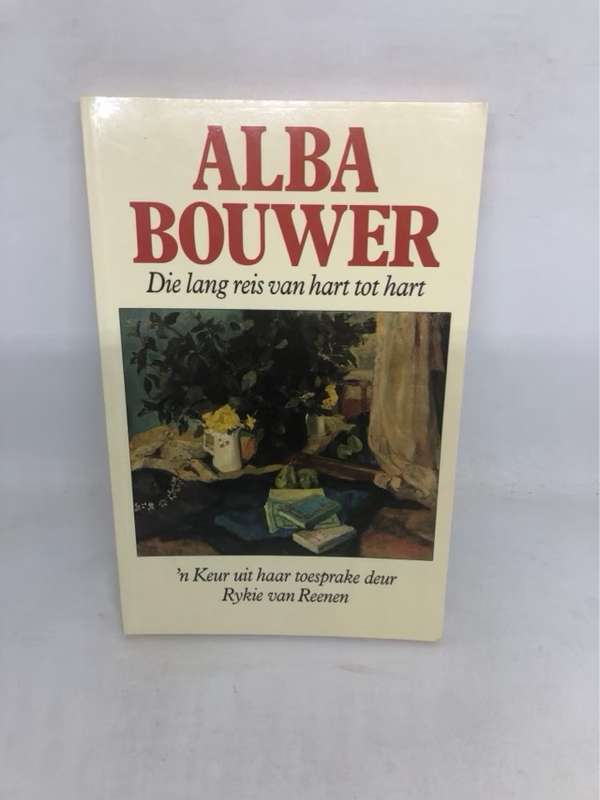 ALBA
BOUWER
Die lang reis van hart tot hart
'n Keur uit haar toesprake deur
Rykie van Reenen